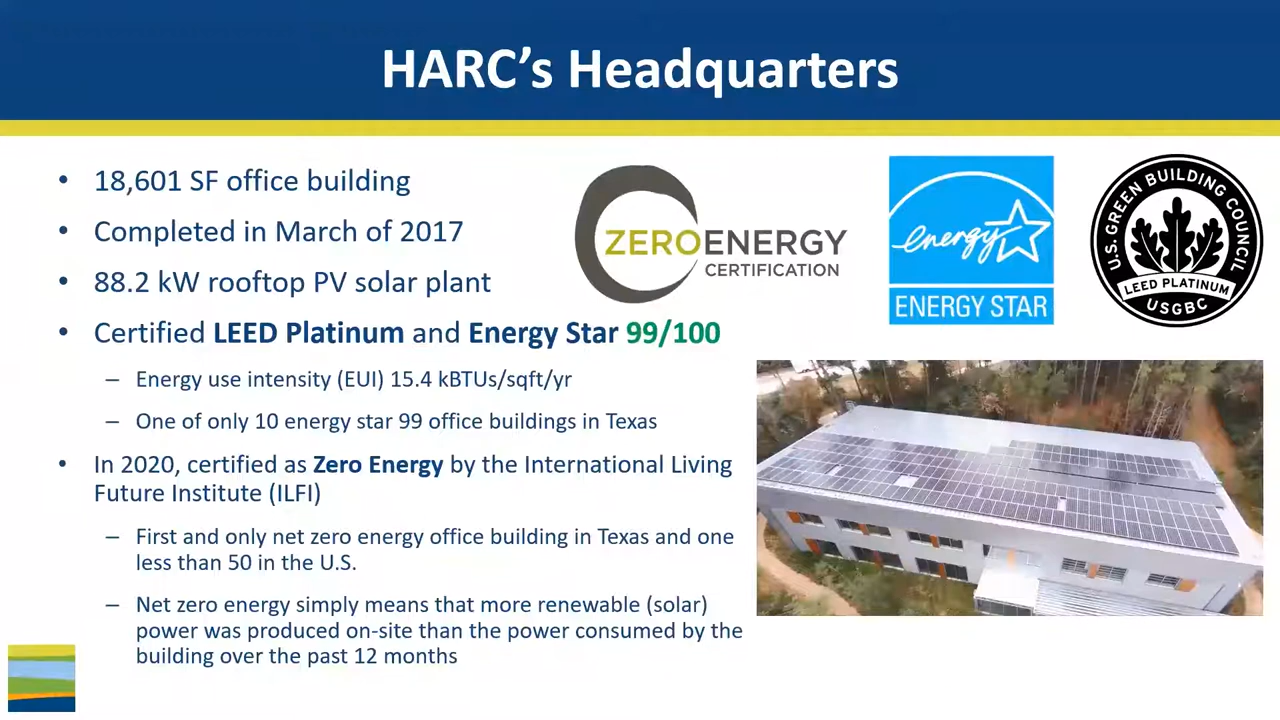 HARC's Headquarters
• 18,601 SF office building
• Completed in March of 2017
• 88.2 kW rooftop PV solar plant
• Certified LEED Platinum and Energy Star 99/100
– Energy use intensity (EUI) 15.4 kBTUs/sqft/yr
– One of only 10 energy star 99 office buildings in Texas
• In 2020, certified as Zero Energy by the International Living
Future Institute (ILFI)
– First and only net zero energy office building in Texas and one
less than 50 in the U.S.
– Net zero energy simply means that more renewable (solar)
power was produced on-site than the power consumed by the
building over the past 12 months
ZEROENERGY
CERTIFICATION
energy
ENERGY STAR
U.S. GREEN BUILDING COUNCIL
LEED PLATINUM
USGBC